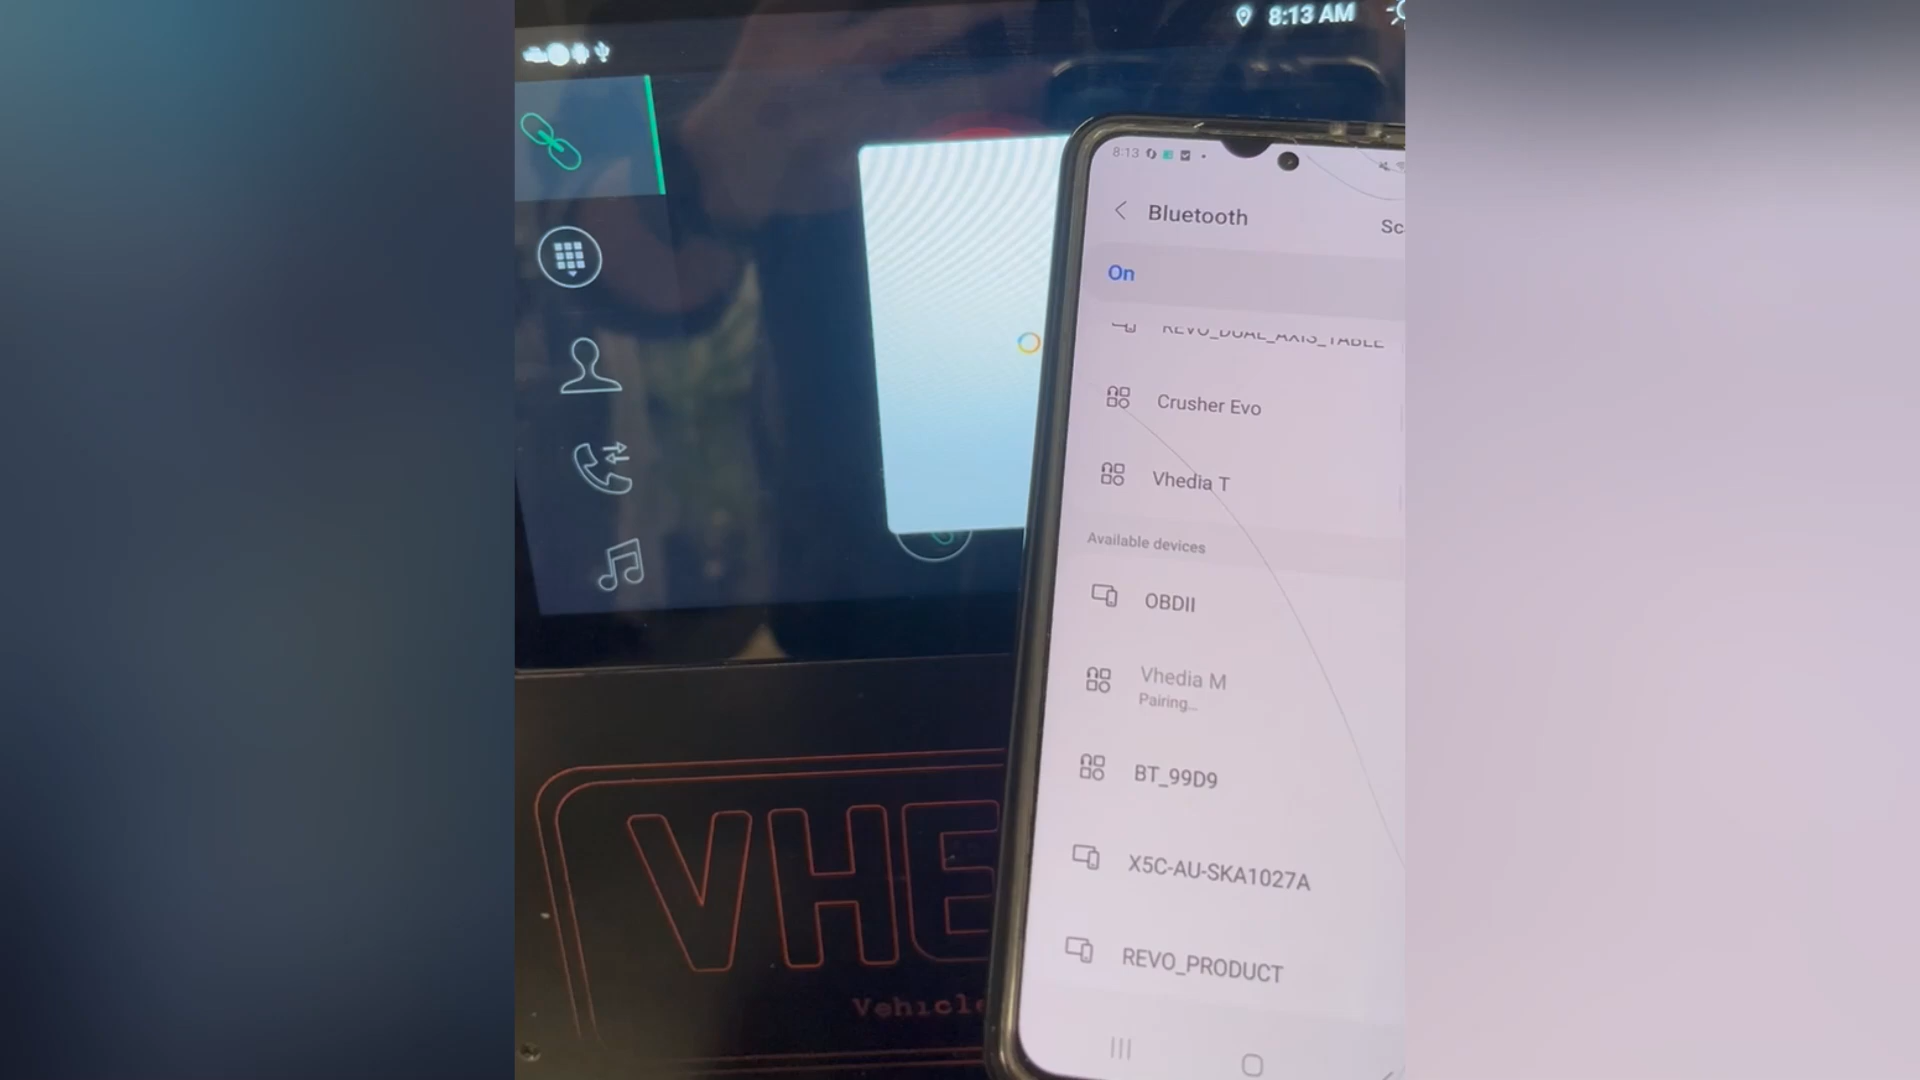 8:13 AM
8:13
Bluetooth
Sc
On
REVO_DUAL_AXIS_TABLE
Crusher Evo
Vhedia T
Available devices
OBDII
Vhedia M
Pairing...
BT_99D9
X5C-AU-SKA1027A
REVO_PRODUCT
VHE
Vehicle